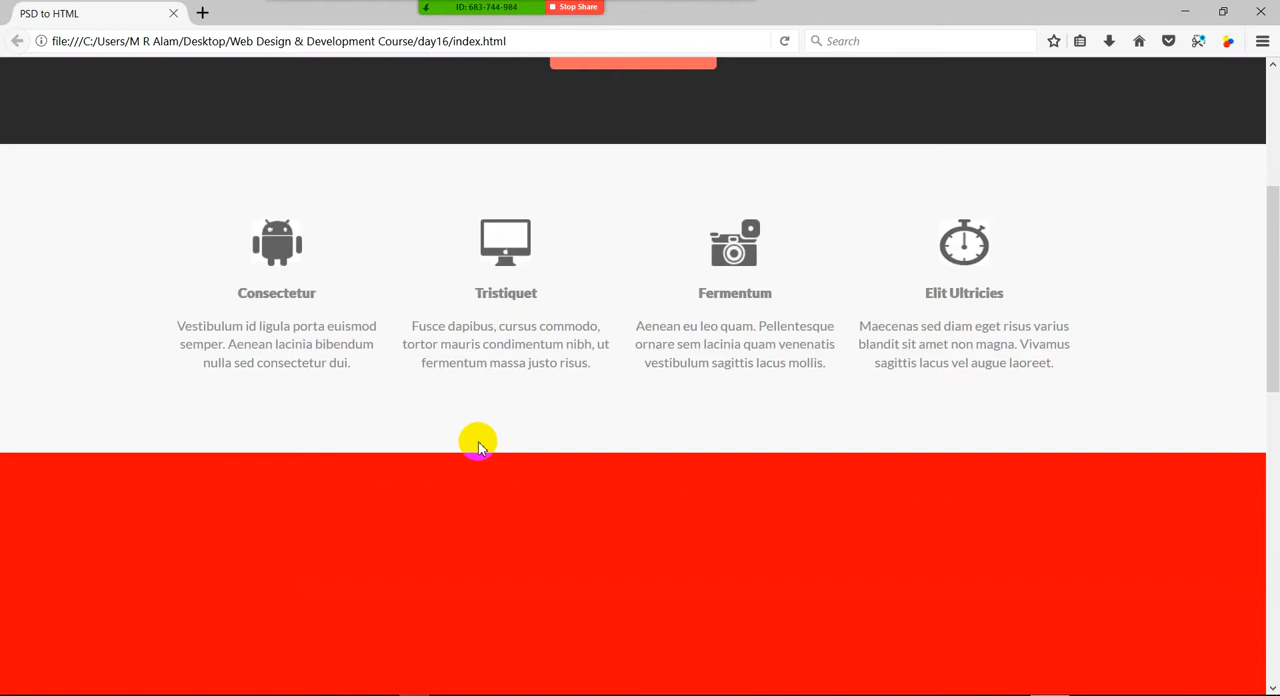 PSD to HTML
ID: 683-744-984
Stop Share
file:///C:/Users/M R Alam/Desktop/Web Design & Development Course/day16/index.html
Search
Consectetur
Vestibulum id ligula porta euismod
semper. Aenean lacinia bibendum
nulla sed consectetur dui.
Tristiquet
Fusce dapibus, cursus commodo,
tortor mauris condimentum nibh, ut
fermentum massa justo risus.
Fermentum
Aenean eu leo quam. Pellentesque
ornare sem lacinia quam venenatis
vestibulum sagittis lacus mollis.
Elit Ultricies
Maecenas sed diam eget risus varius
blandit sit amet non magna. Vivamus
sagittis lacus vel augue laoreet.